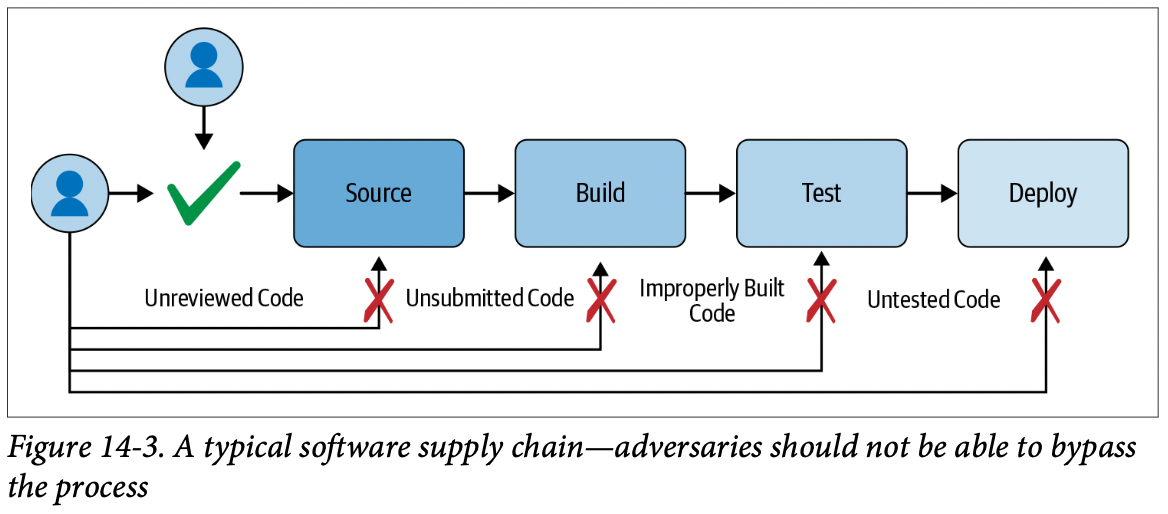 Source
Build
Test
Deploy
Unreviewed Code
Unsubmitted Code
Improperly Built
Code
Untested Code
Figure 14-3. A typical software supply chain—adversaries should not be able to bypass
the process